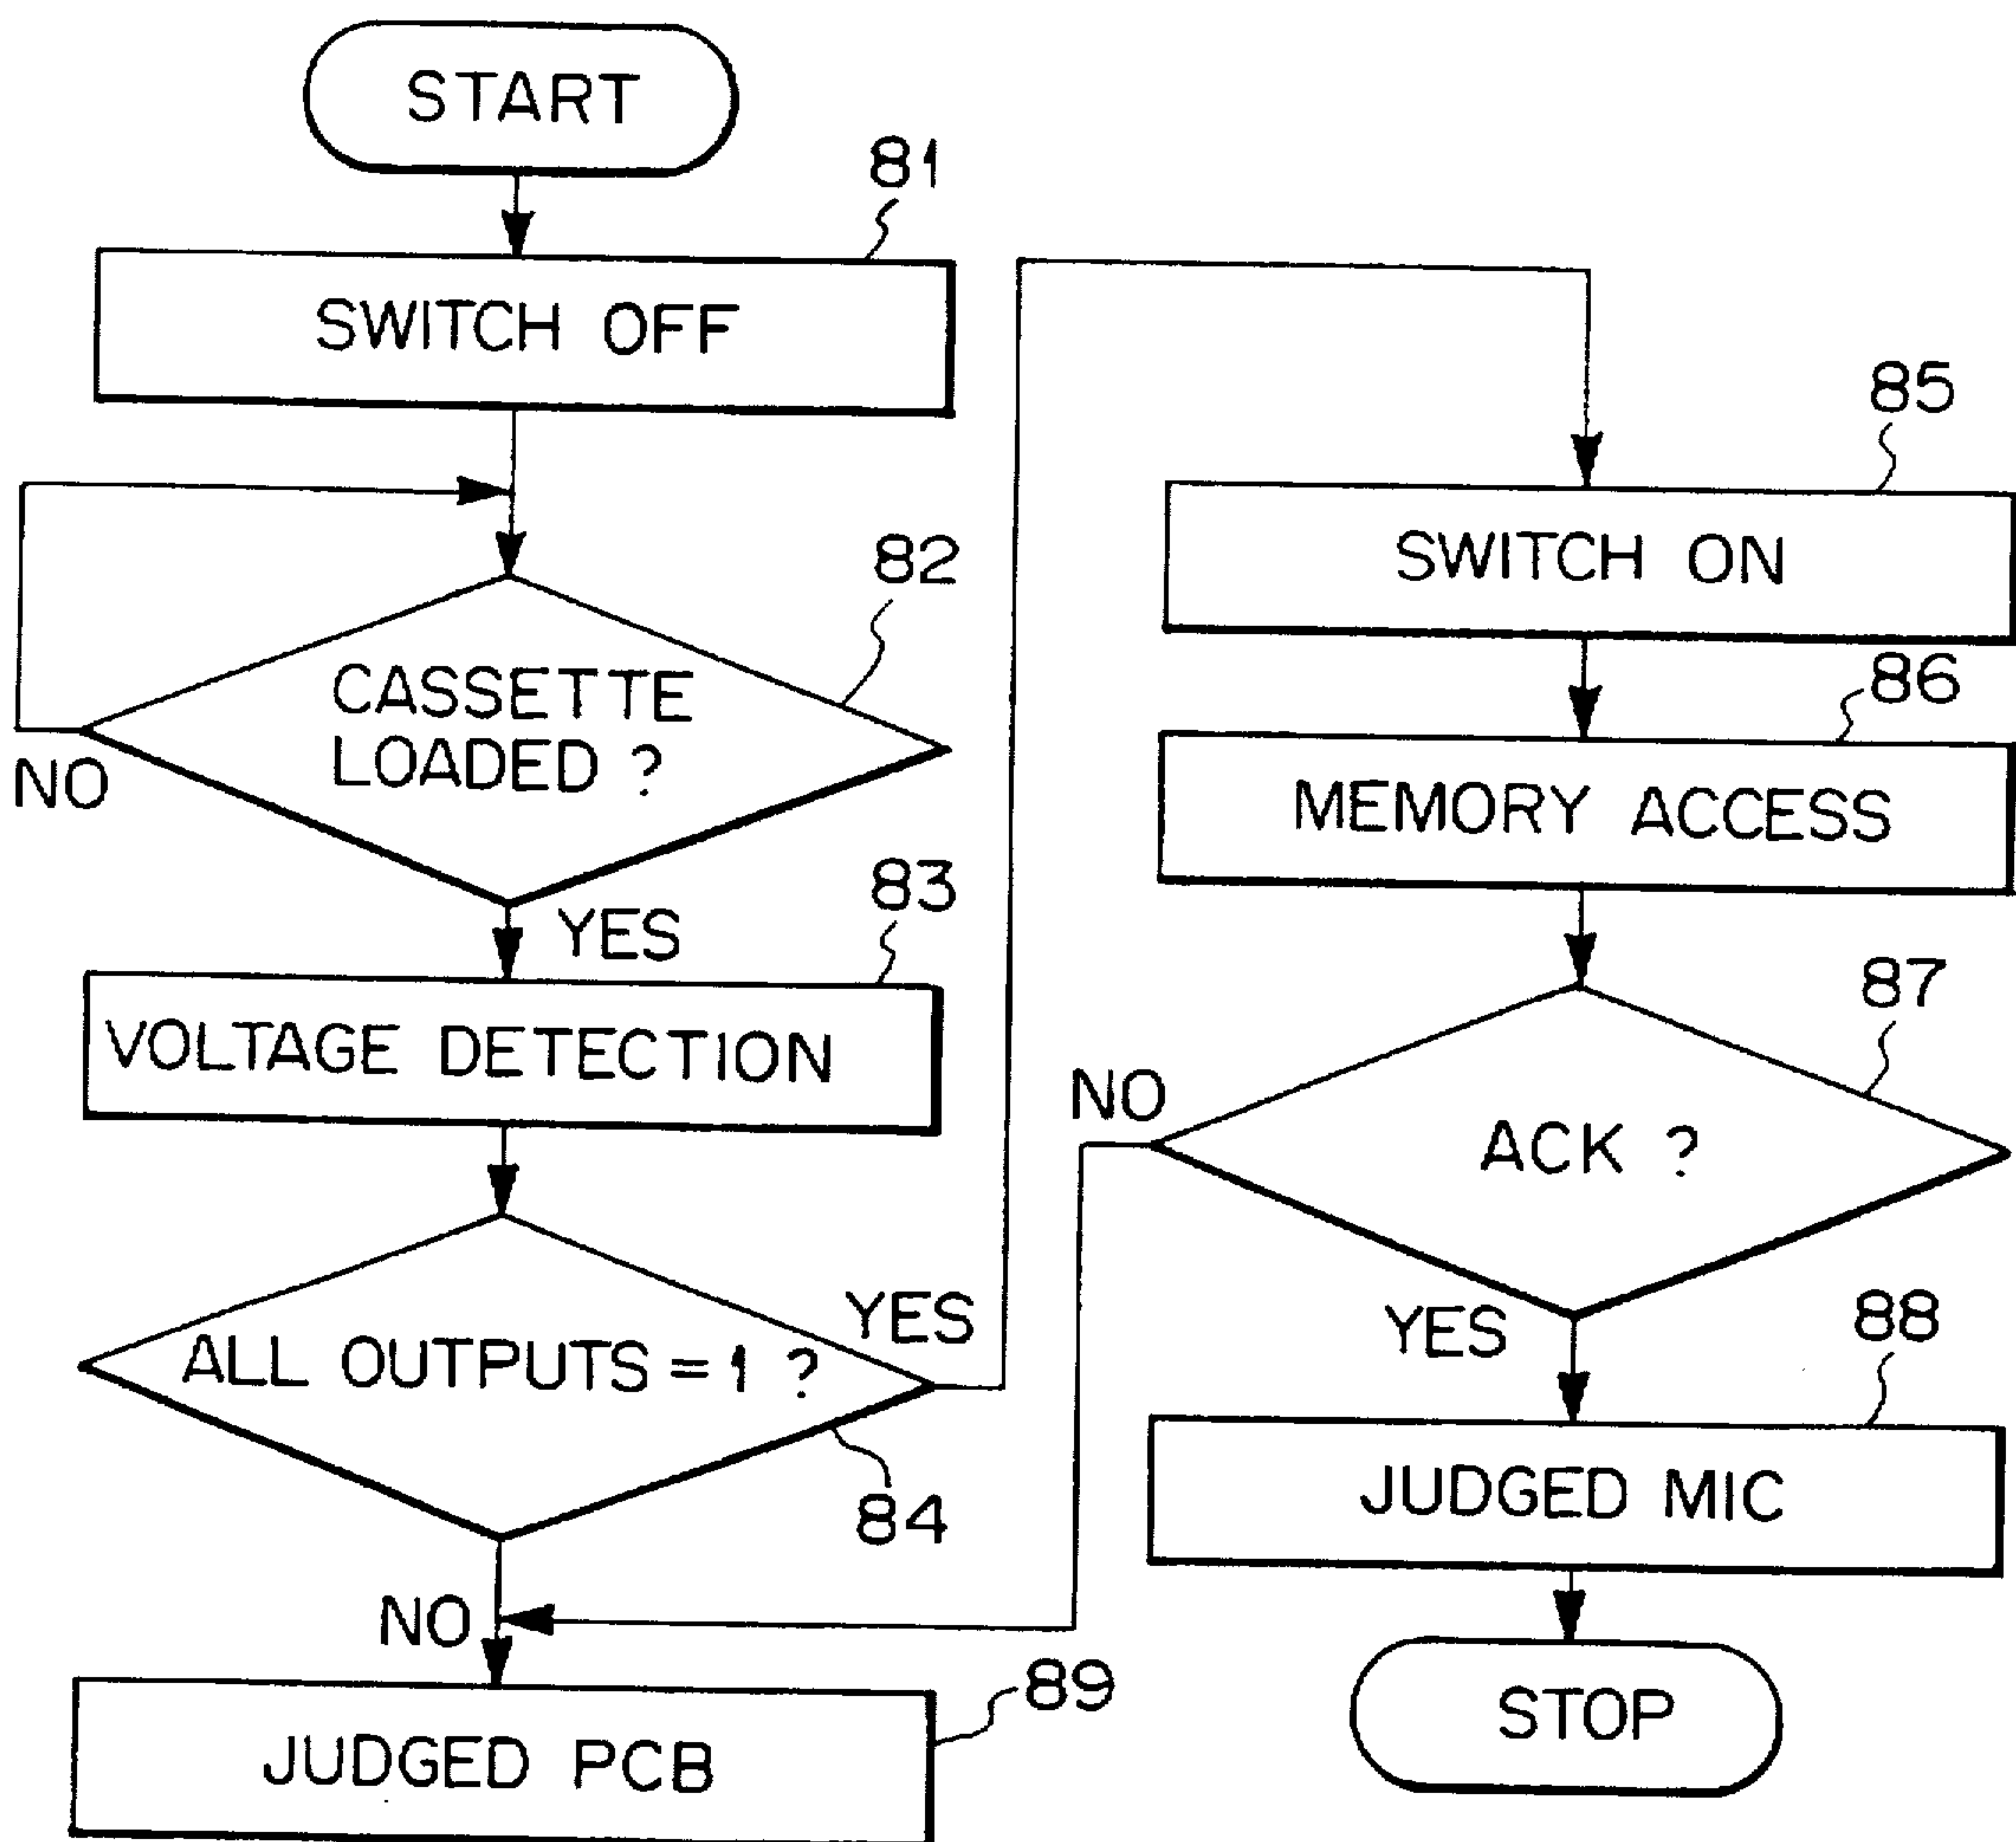 START
81
SWITCH OFF
82
CASSETTE
LOADED ?
NO
YES
83
VOLTAGE DETECTION
ALL OUTPUTS = 1 ?
YES
84
NO
89
JUDGED PCB
85
SWITCH ON
86
MEMORY ACCESS
87
NO
ACK ?
YES
88
JUDGED MIC
STOP